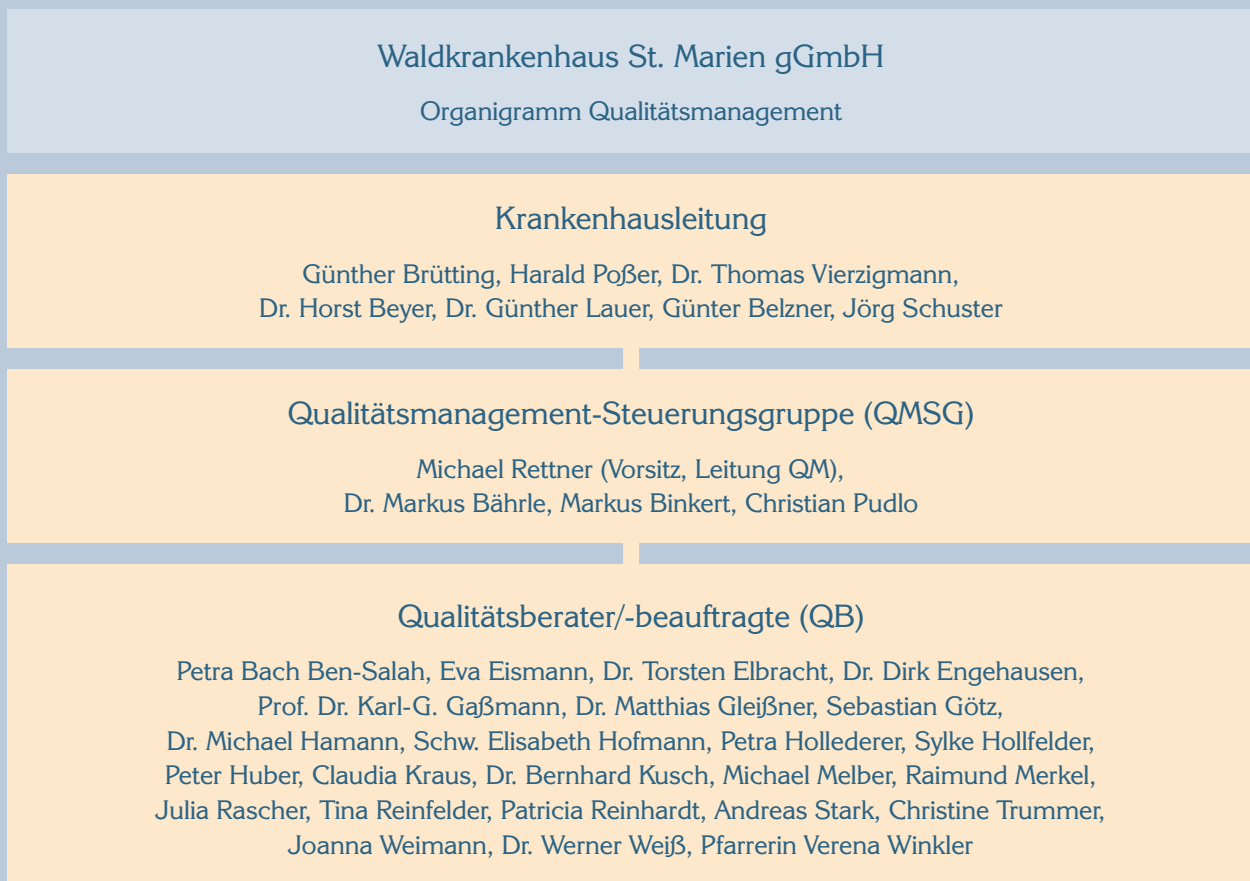 Waldkrankenhaus St. Marien gGmbH
Organigramm Qualitätsmanagement
Krankenhausleitung
Günther Brütting, Harald Poßer, Dr. Thomas Vierzigmann,
Dr. Horst Beyer, Dr. Günther Lauer, Günter Belzner, Jörg Schuster
Qualitätsmanagement-Steuerungsgruppe (QMSG)
Michael Rettner (Vorsitz, Leitung QM),
Dr. Markus Bährle, Markus Binkert, Christian Pudlo
Qualitätsberater/-beauftragte (QB)
Petra Bach Ben-Salah, Eva Eismann, Dr. Torsten Elbracht, Dr. Dirk Engehausen,
Prof. Dr. Karl-G. Gaßmann, Dr. Matthias Gleißner, Sebastian Götz,
Dr. Michael Hamann, Schw. Elisabeth Hofmann, Petra Hollederer, Sylke Hollfelder,
Peter Huber, Claudia Kraus, Dr. Bernhard Kusch, Michael Melber, Raimund Merkel,
Julia Rascher, Tina Reinfelder, Patricia Reinhardt, Andreas Stark, Christine Trummer,
Joanna Weimann, Dr. Werner Weiß, Pfarrerin Verena Winkler